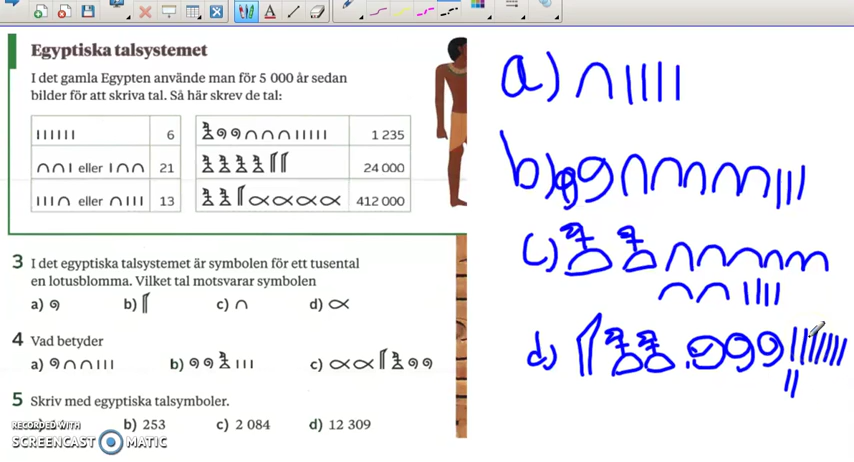 Egyptiska talsystemet
I det gamla Egypten använde man för 5 000 år sedan
bilder för att skriva tal. Så här skrev de tal:
6
1 235
eller
21
24 000
eller
13
412 000
3 I det egyptiska talsystemet är symbolen för ett tusental
en lotusblomma. Vilket tal motsvarar symbolen
a) b) c) d)
4 Vad betyder
a) b) c)
5 Skriv med egyptiska talsymboler.
b) 253 c) 2 084 d) 12 309
RECORDED WITH
SCREENCAST MATIC
a)
b)
c)
d)